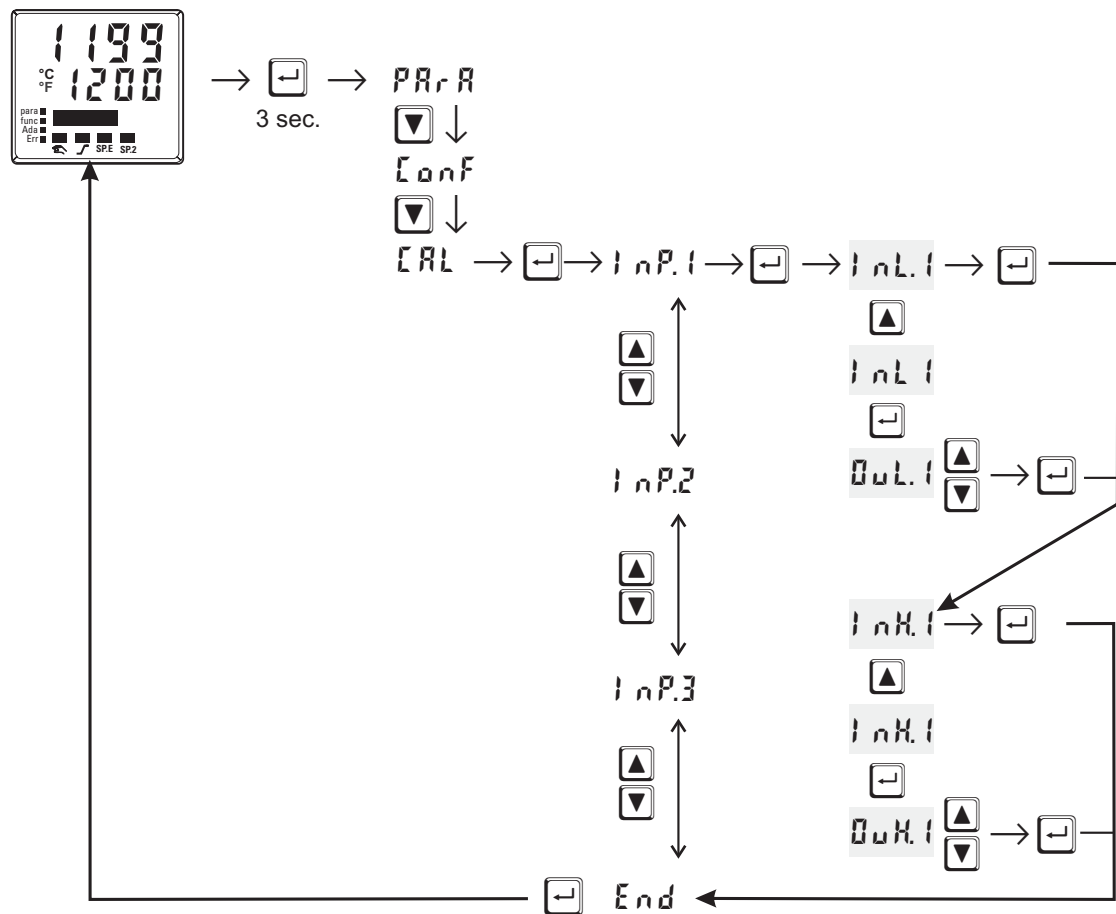 1199
°C
°F
1200
para
func
Ada
Err
SP.E SP.2
3 sec.
PArA
ConF
CAL
InP.1
InL.1
InL1
OuL.1
InP.2
InH.1
InP.3
InH.1
OuH.1
End